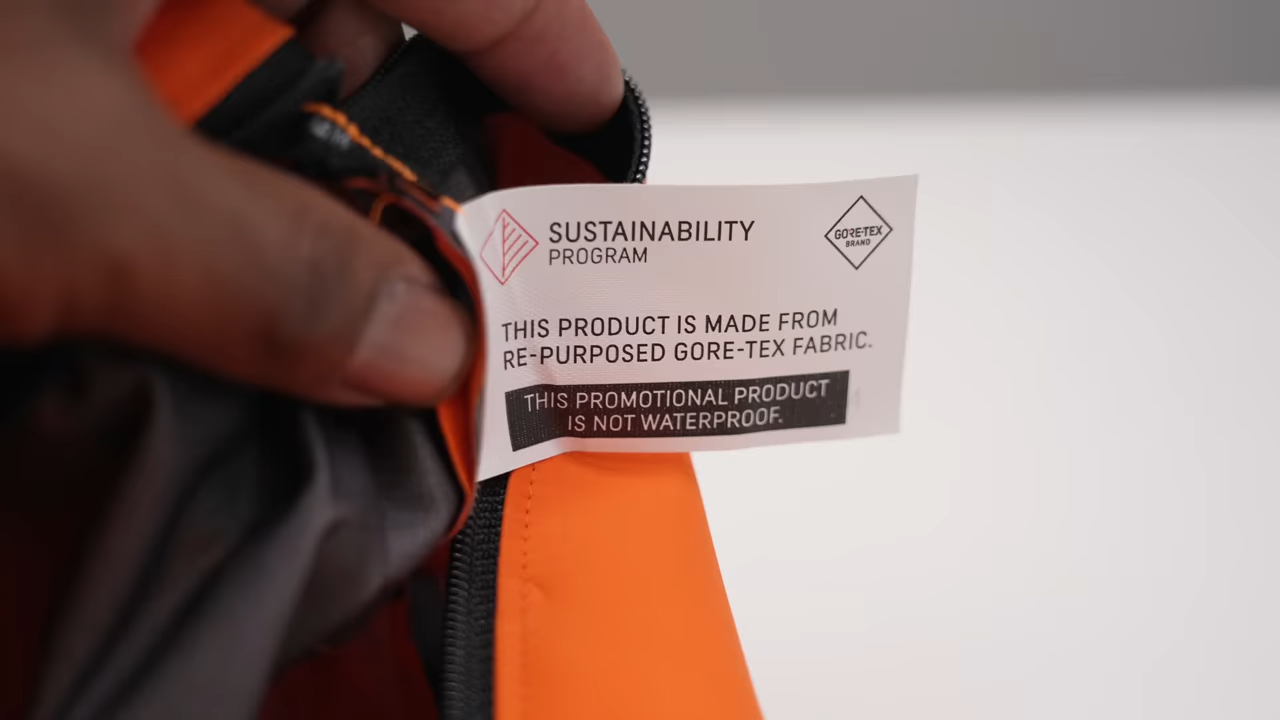 SUSTAINABILITY
PROGRAM
GORE-TEX
BRAND
THIS PRODUCT IS MADE FROM
RE-PURPOSED GORE-TEX FABRIC.
THIS PROMOTIONAL PRODUCT
IS NOT WATERPROOF.